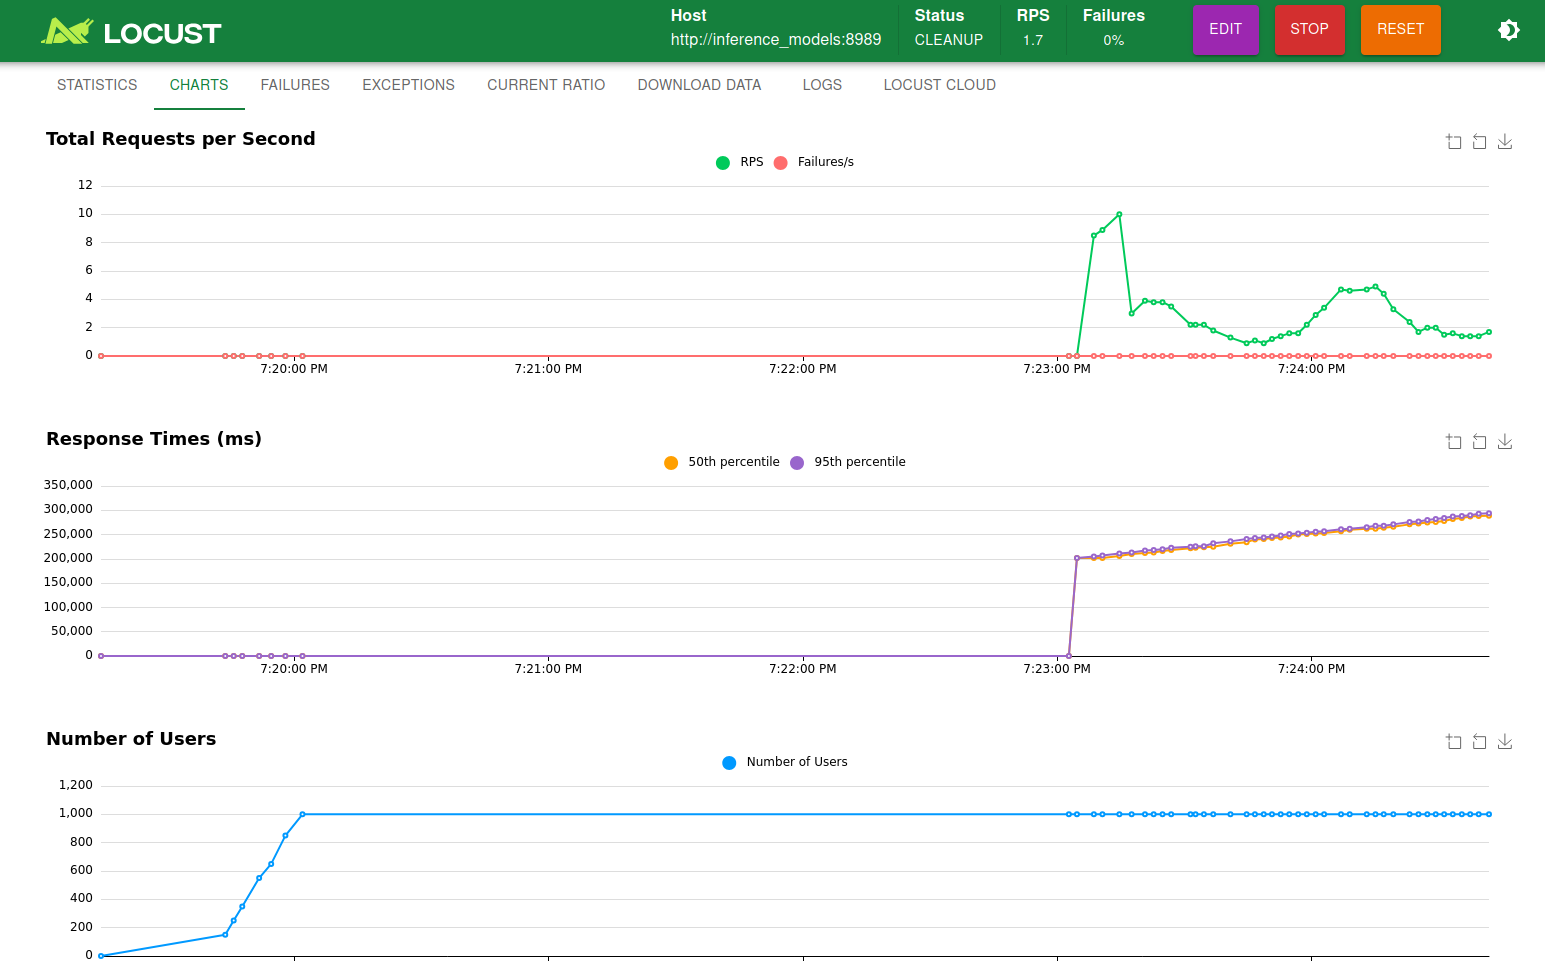 LOCUST
Host
http://inference_models:8989
Status
CLEANUP
RPS
1.7
Failures
0%
EDIT
STOP
RESET
STATISTICS CHARTS FAILURES EXCEPTIONS CURRENT RATIO DOWNLOAD DATA LOGS LOCUST CLOUD
Total Requests per Second
RPS Failures/s
12
10
8
6
4
2
0
7:20:00 PM 7:21:00 PM 7:22:00 PM 7:23:00 PM 7:24:00 PM
Response Times (ms)
50th percentile 95th percentile
350,000
300,000
250,000
200,000
150,000
100,000
50,000
0
7:20:00 PM 7:21:00 PM 7:22:00 PM 7:23:00 PM 7:24:00 PM
Number of Users
Number of Users
1,200
1,000
800
600
400
200
0